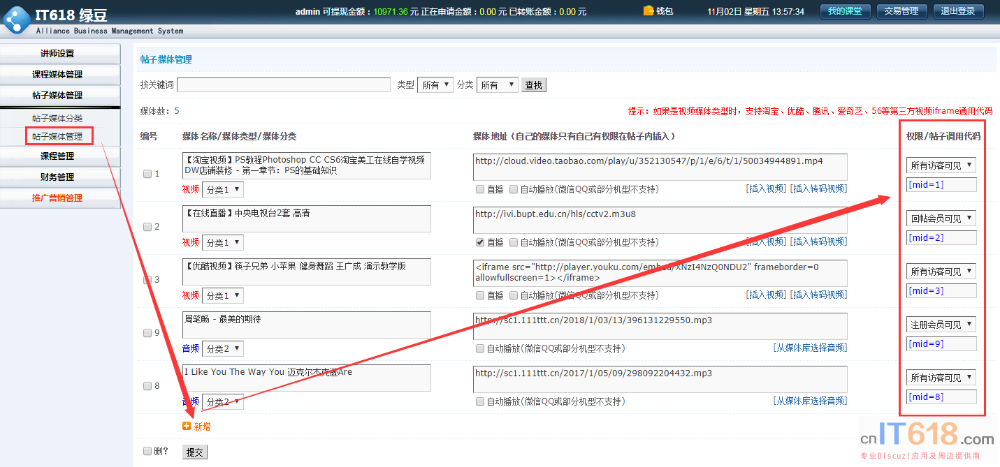 IT618 绿豆
Alliance Business Management System
admin 可提现金额：10971.36 元 正在申请金额：0.00 元 已转账金额：0.00 元
钱包
11月02日 星期五 13:57:34
我的课堂
交易管理
退出登录
讲师设置
课程媒体管理
帖子媒体管理
帖子媒体分类
帖子媒体管理
课程管理
财务管理
推广营销管理
帖子媒体管理
按关键词 类型 所有 分类 所有 查找
媒体数：5
提示：如果是视频媒体类型时，支持淘宝、优酷、腾讯、爱奇艺、56等第三方视频iframe通用代码
编号 媒体名称/媒体类型/媒体分类 媒体地址（自己的媒体只有自己有权限在帖子内插入） 权限/帖子调用代码
1
【淘宝视频】PS教程Photoshop CC CS6淘宝美工在线自学视频
DW店铺装修 - 第一章节：PS的基础知识
视频 分类1
http://cloud.video.taobao.com/play/u/352130547/p/1/e/6/t/1/50034944891.mp4
直播 自动播放(微信QQ或部分机型不支持) [插入视频] [插入转码视频]
所有访客可见
[mid=1]
2
【在线直播】中央电视台2套 高清
视频 分类1
http://ivi.bupt.edu.cn/hls/cctv2.m3u8
直播 自动播放(微信QQ或部分机型不支持) [插入视频] [插入转码视频]
回帖会员可见
[mid=2]
3
【优酷视频】筷子兄弟 小苹果 健身舞蹈 王广成 演示教学版
视频 分类1
<iframe src="http://player.youku.com/embed/XNzI4NzQ0NDU2" frameborder=0
allowfullscreen=1></iframe>
直播 自动播放(微信QQ或部分机型不支持) [插入视频] [插入转码视频]
所有访客可见
[mid=3]
9
周笔畅 - 最美的期待
音频 分类2
http://sc1.111ttt.cn/2018/1/03/13/396131229550.mp3
自动播放(微信QQ或部分机型不支持) [从媒体库选择音频]
注册会员可见
[mid=9]
8
I Like You The Way You 迈克尔杰克逊Are
音频 分类2
http://sc1.111ttt.cn/2017/1/05/09/298092204432.mp3
自动播放(微信QQ或部分机型不支持) [从媒体库选择音频]
所有访客可见
[mid=8]
新增
删? 提交
cnIT618.com
专业Discuz!应用及周边提供商